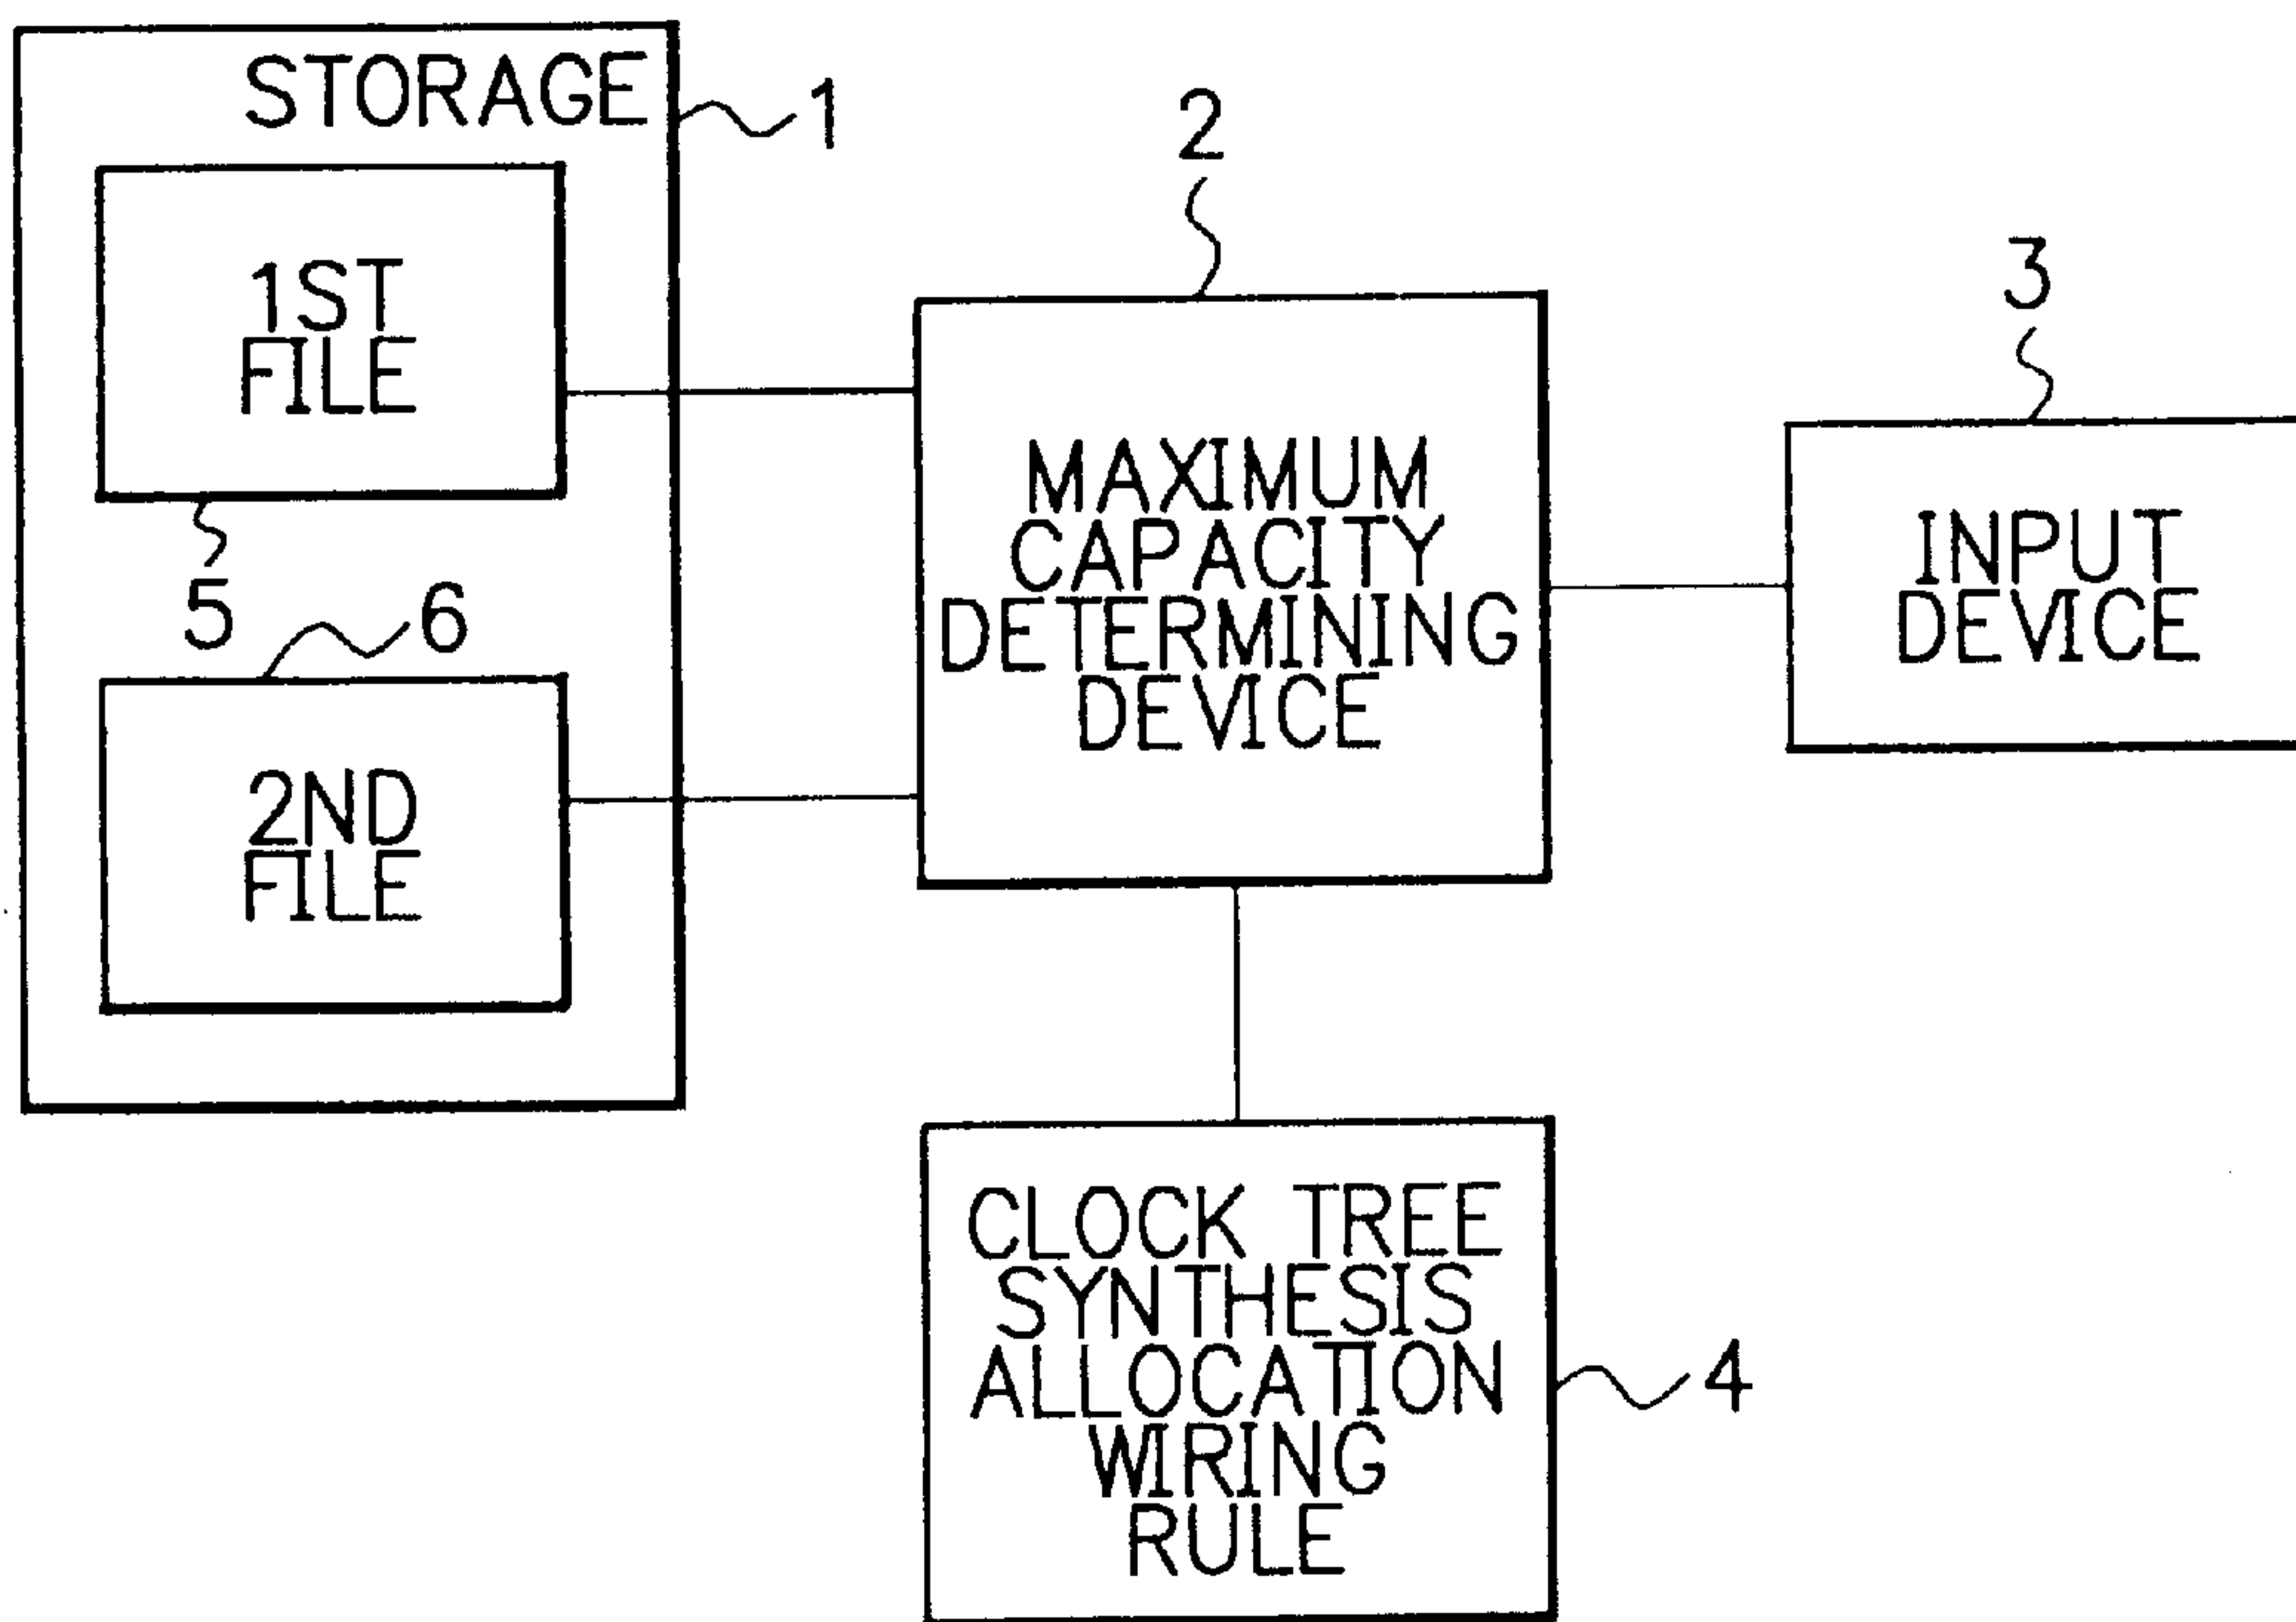 STORAGE
1
1ST
FILE
5
6
2ND
FILE
2
MAXIMUM
CAPACITY
DETERMINING
DEVICE
3
INPUT
DEVICE
CLOCK TREE
SYNTHESIS
ALLOCATION
WIRING
RULE
4